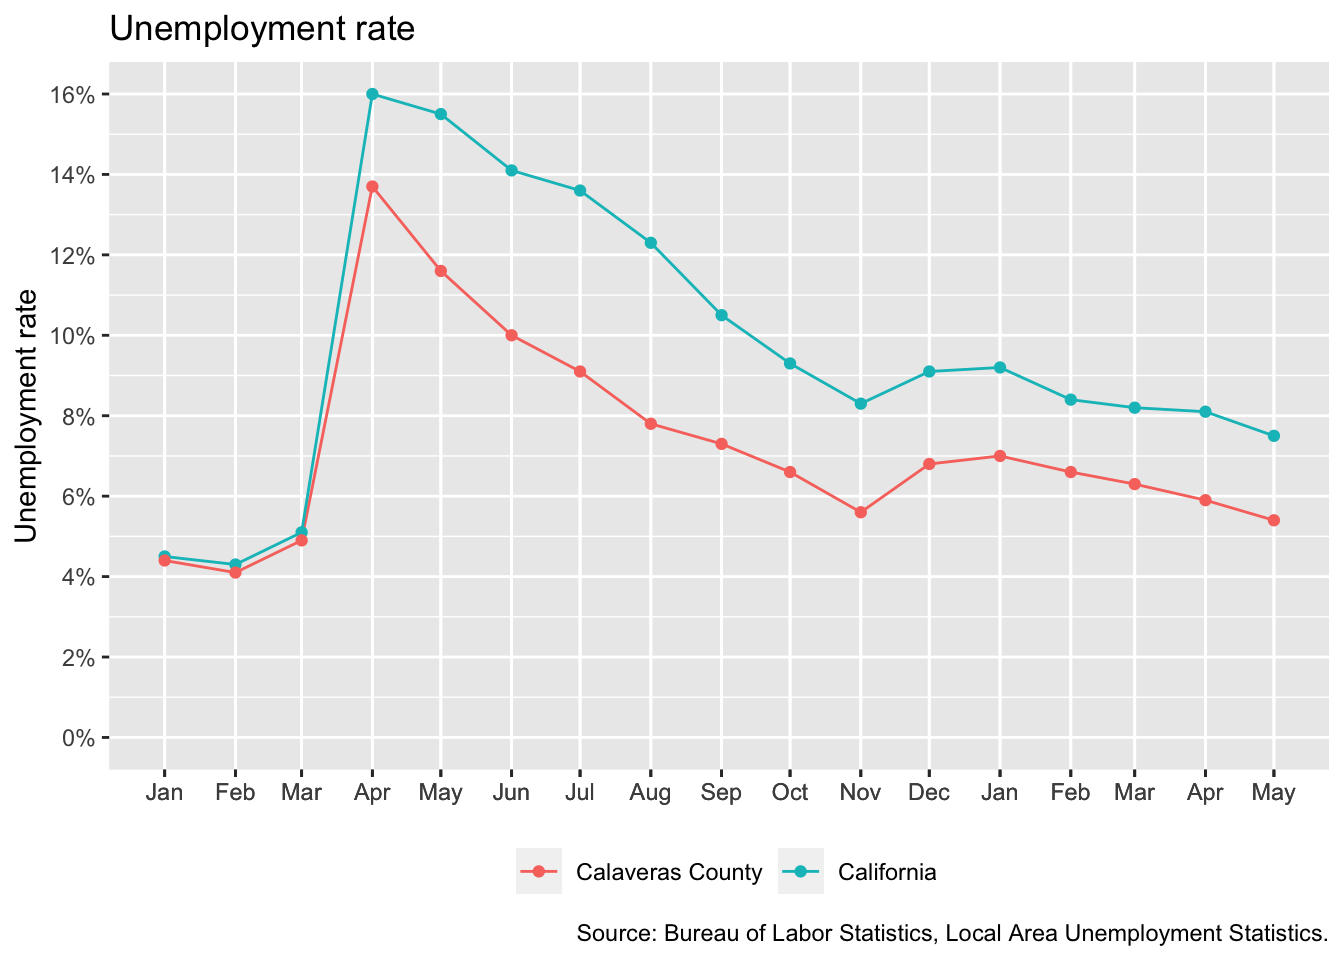 Unemployment rate
Unemployment rate
16%
14%
12%
10%
8%
6%
4%
2%
0%
Jan Feb Mar Apr May Jun Jul Aug Sep Oct Nov Dec Jan Feb Mar Apr May
Calaveras County California
Source: Bureau of Labor Statistics, Local Area Unemployment Statistics.